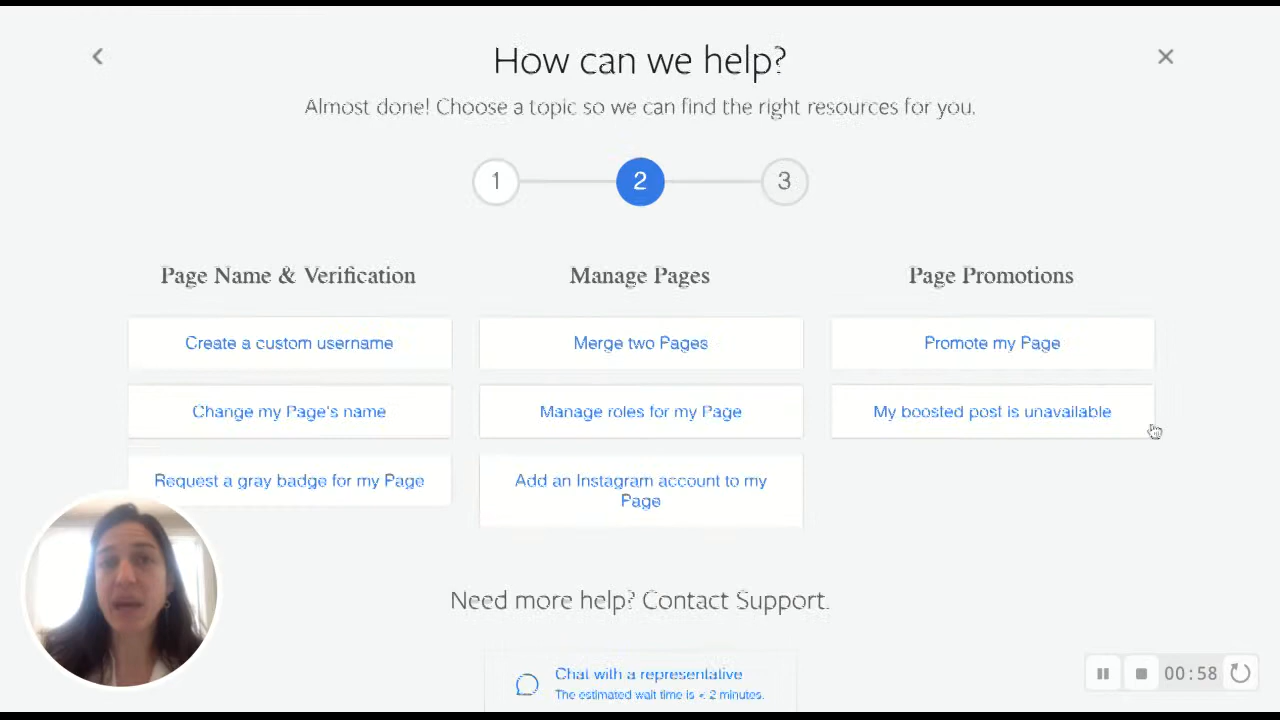 How can we help?
Almost done! Choose a topic so we can find the right resources for you.
1
2
3
Page Name & Verification
Manage Pages
Page Promotions
Create a custom username
Merge two Pages
Promote my Page
Change my Page's name
Manage roles for my Page
My boosted post is unavailable
Request a gray badge for my Page
Add an Instagram account to my
Page
Need more help? Contact Support.
Chat with a representative
The estimated wait time is < 2 minutes.
00:58